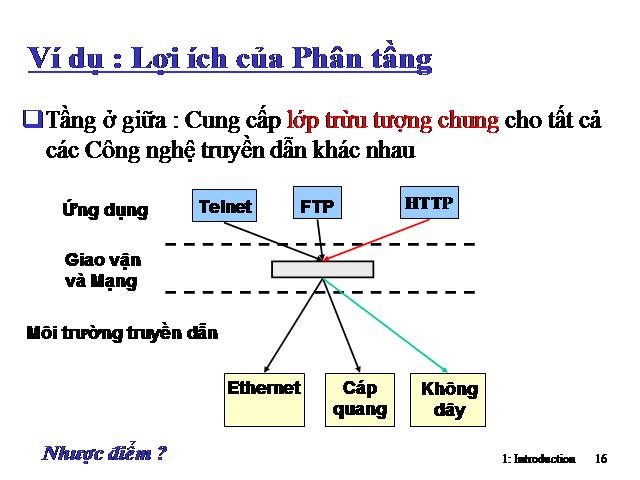 Ví dụ : Lợi ích của Phân tầng
Tầng ở giữa : Cung cấp lớp trừu tượng chung cho tất cả
các Công nghệ truyền dẫn khác nhau
Ứng dụng
Telnet
FTP
HTTP
Giao vận
và Mạng
Môi trường truyền dẫn
Ethernet
Cáp
quang
Không
dây
Nhược điểm ?
1: Introduction 16